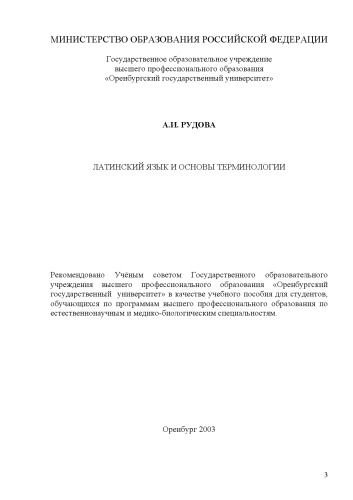 МИНИСТЕРСТВО ОБРАЗОВАНИЯ РОССИЙСКОЙ ФЕДЕРАЦИИ
Государственное образовательное учреждение
высшего профессионального образования
«Оренбургский государственный университет»
А.И. РУДОВА
ЛАТИНСКИЙ ЯЗЫК И ОСНОВЫ ТЕРМИНОЛОГИИ
Рекомендовано Учёным советом Государственного образовательного
учреждения высшего профессионального образования «Оренбургский
государственный университет» в качестве учебного пособия для студентов,
обучающихся по программам высшего профессионального образования по
естественнонаучным и медико-биологическим специальностям.
Оренбург 2003
3